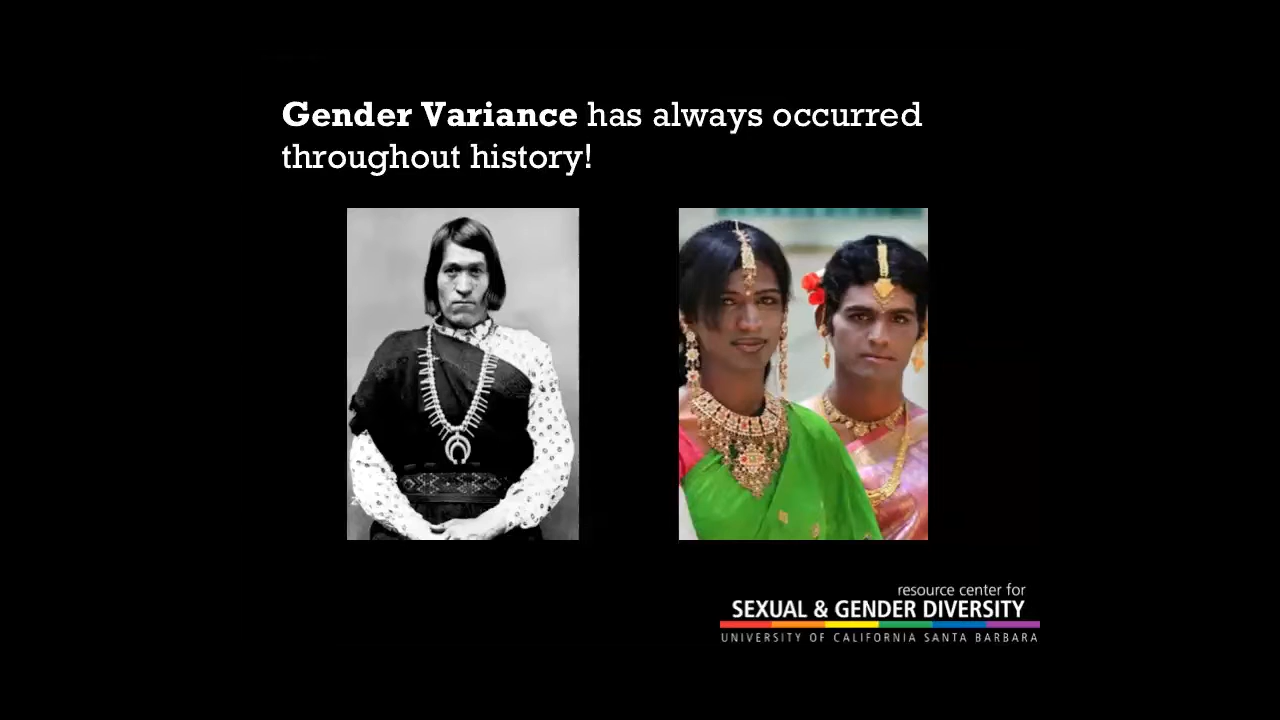 Gender Variance has always occurred
throughout history!
resource center for
SEXUAL & GENDER DIVERSITY
UNIVERSITY OF CALIFORNIA SANTA BARBARA